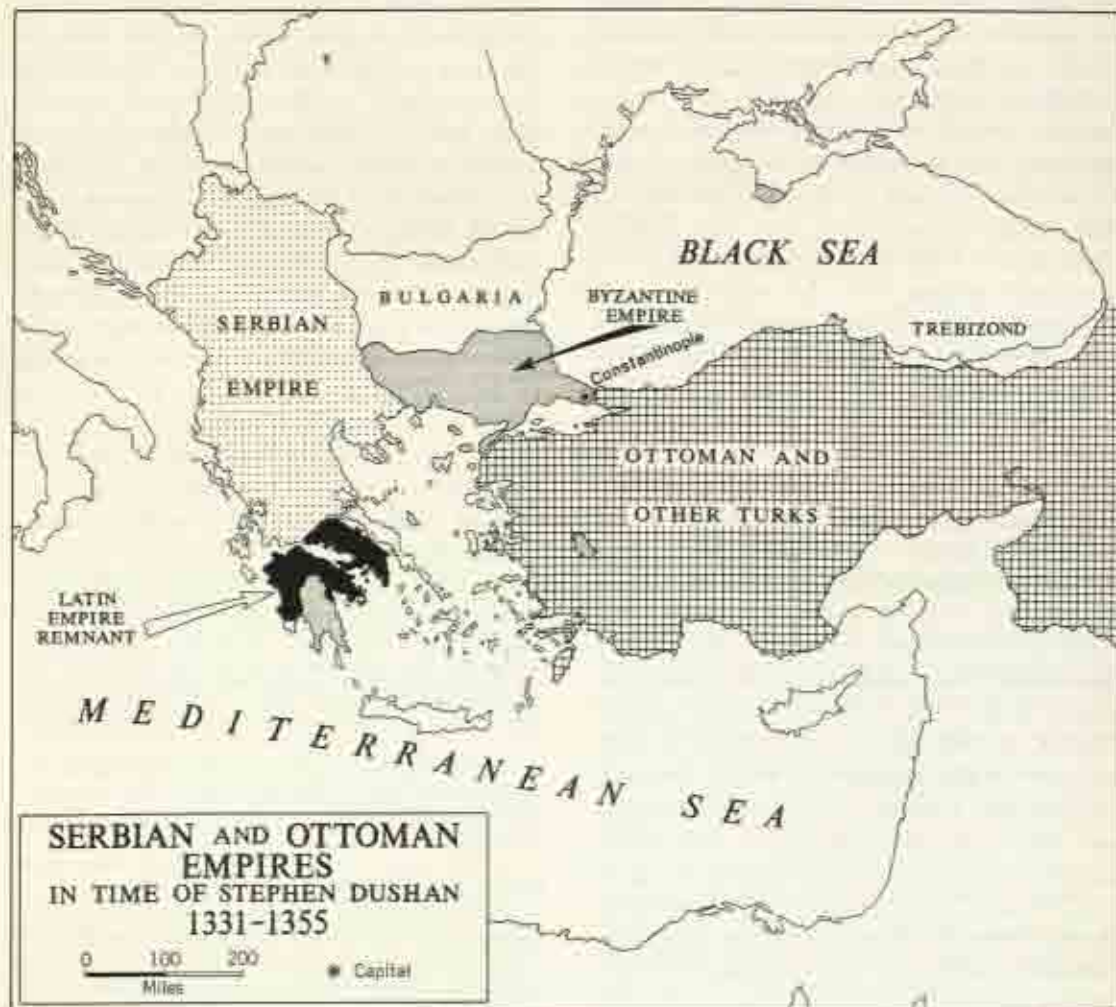 BLACK SEA
BULGARIA
BYZANTINE
EMPIRE
TREBIZOND
SERBIAN
EMPIRE
Constantinople
OTTOMAN AND
OTHER TURKS
LATIN
EMPIRE
REMNANT
MEDITERRANEAN SEA
SERBIAN AND OTTOMAN
EMPIRES
IN TIME OF STEPHEN DUSHAN
1331-1355
0 100 200
Miles
Capital